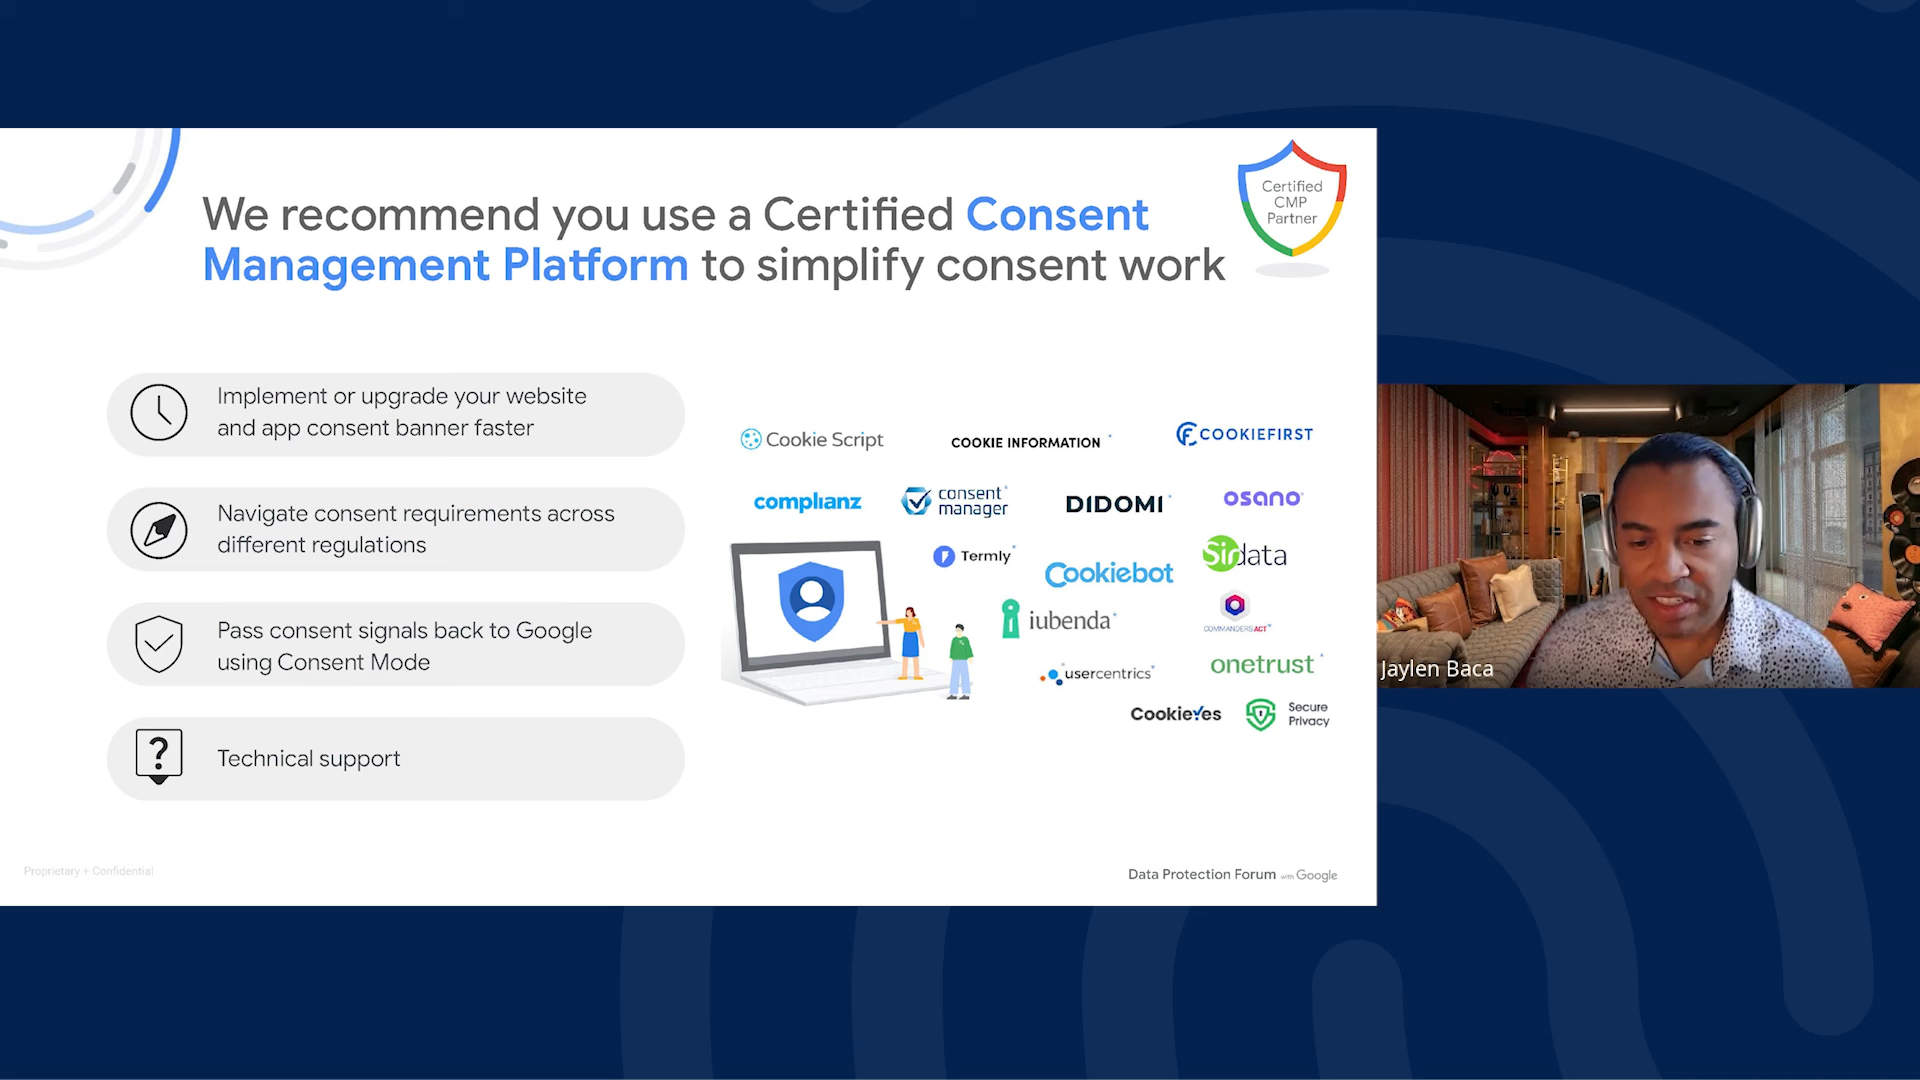 We recommend you use a Certified Consent
Management Platform to simplify consent work
Certified
CMP
Partner
Implement or upgrade your website
and app consent banner faster
Navigate consent requirements across
different regulations
Pass consent signals back to Google
using Consent Mode
Technical support
Cookie Script
COOKIE INFORMATION
COOKIEFIRST
complianz
consent
manager
DIDOMI
osano
Termly
Cookiebot
Sirdata
iubenda
COMMANDERS ACT
usercentrics
onetrust
CookieYes
Secure
Privacy
Jaylen Baca
Proprietary + Confidential
Data Protection Forum with Google